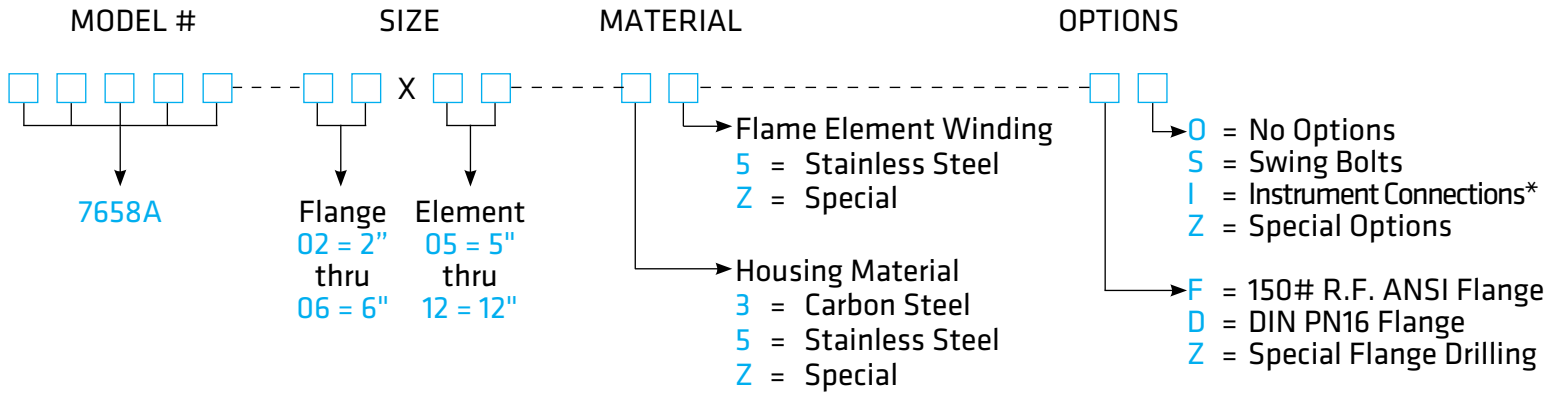 MODEL # SIZE MATERIAL OPTIONS
X
7658A
Flange
02 = 2”
thru
06 = 6"
Element
05 = 5"
thru
12 = 12"
Flame Element Winding
5 = Stainless Steel
Z = Special
Housing Material
3 = Carbon Steel
5 = Stainless Steel
Z = Special
O = No Options
S = Swing Bolts
I = Instrument Connections*
Z = Special Options
F = 150# R.F. ANSI Flange
D = DIN PN16 Flange
Z = Special Flange Drilling